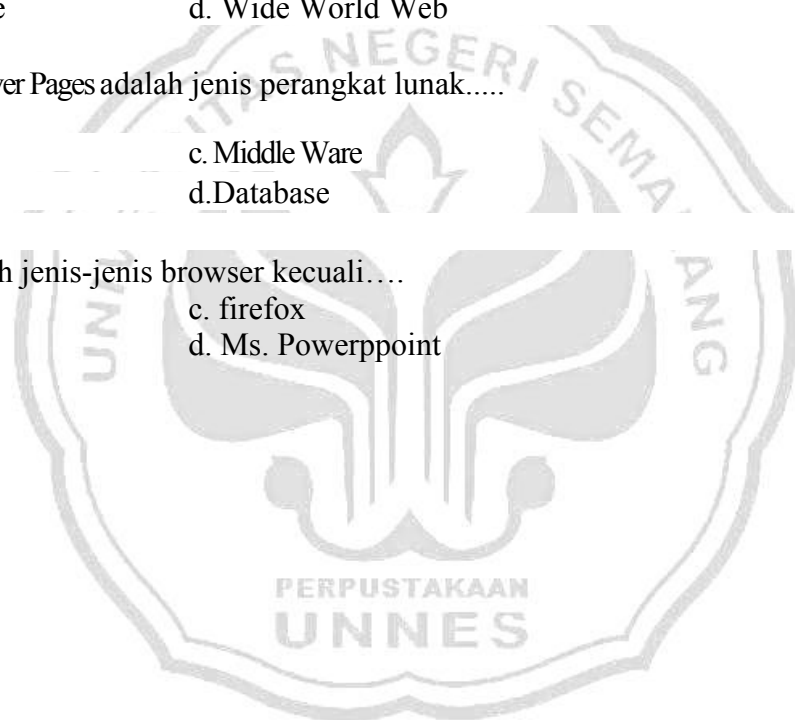 e d. Wide World Web
ver Pages adalah jenis perangkat lunak.....
c. Middle Ware
d.Database
h jenis-jenis browser kecuali….
c. firefox
d. Ms. Powerppoint
PERPUSTAKAAN
UNNES